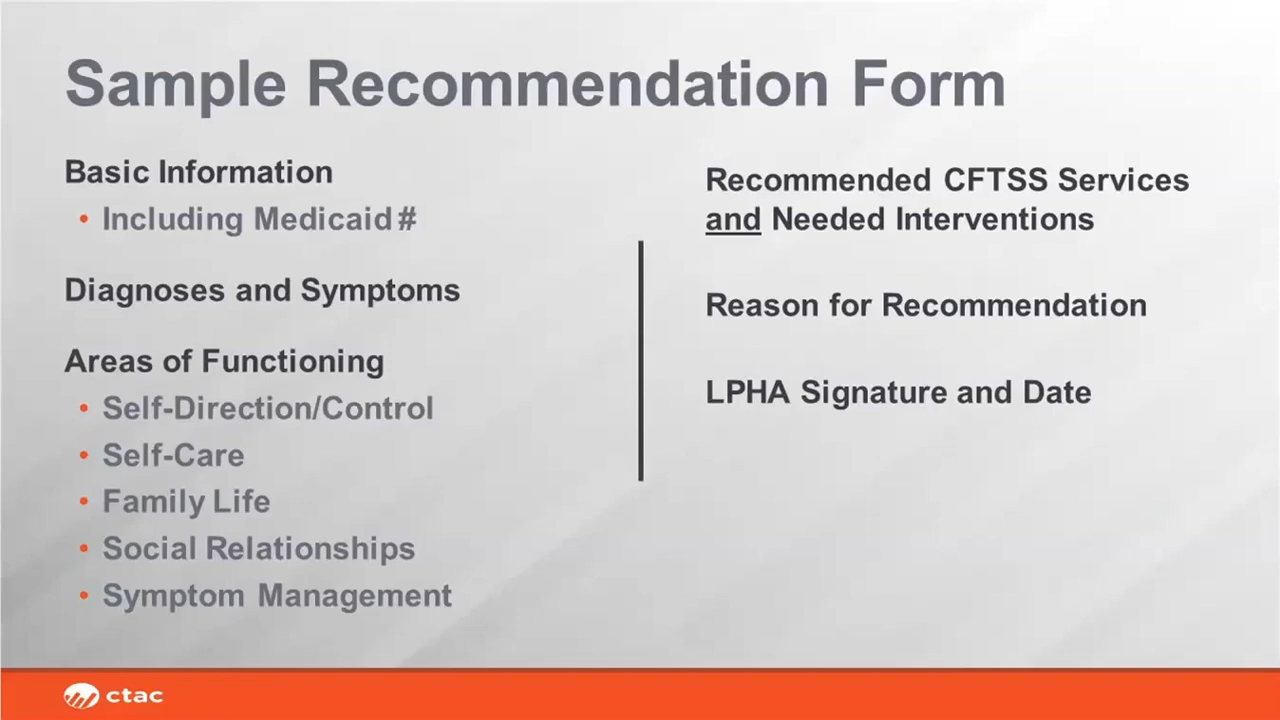 Sample Recommendation Form
Basic Information
• Including Medicaid #
Diagnoses and Symptoms
Areas of Functioning
• Self-Direction/Control
• Self-Care
• Family Life
• Social Relationships
• Symptom Management
Recommended CFTSS Services
and Needed Interventions
Reason for Recommendation
LPHA Signature and Date
ctac